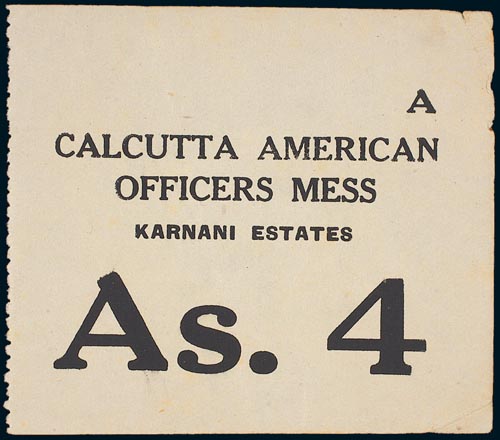 A
CALCUTTA AMERICAN
OFFICERS MESS
KARNANI ESTATES
As. 4